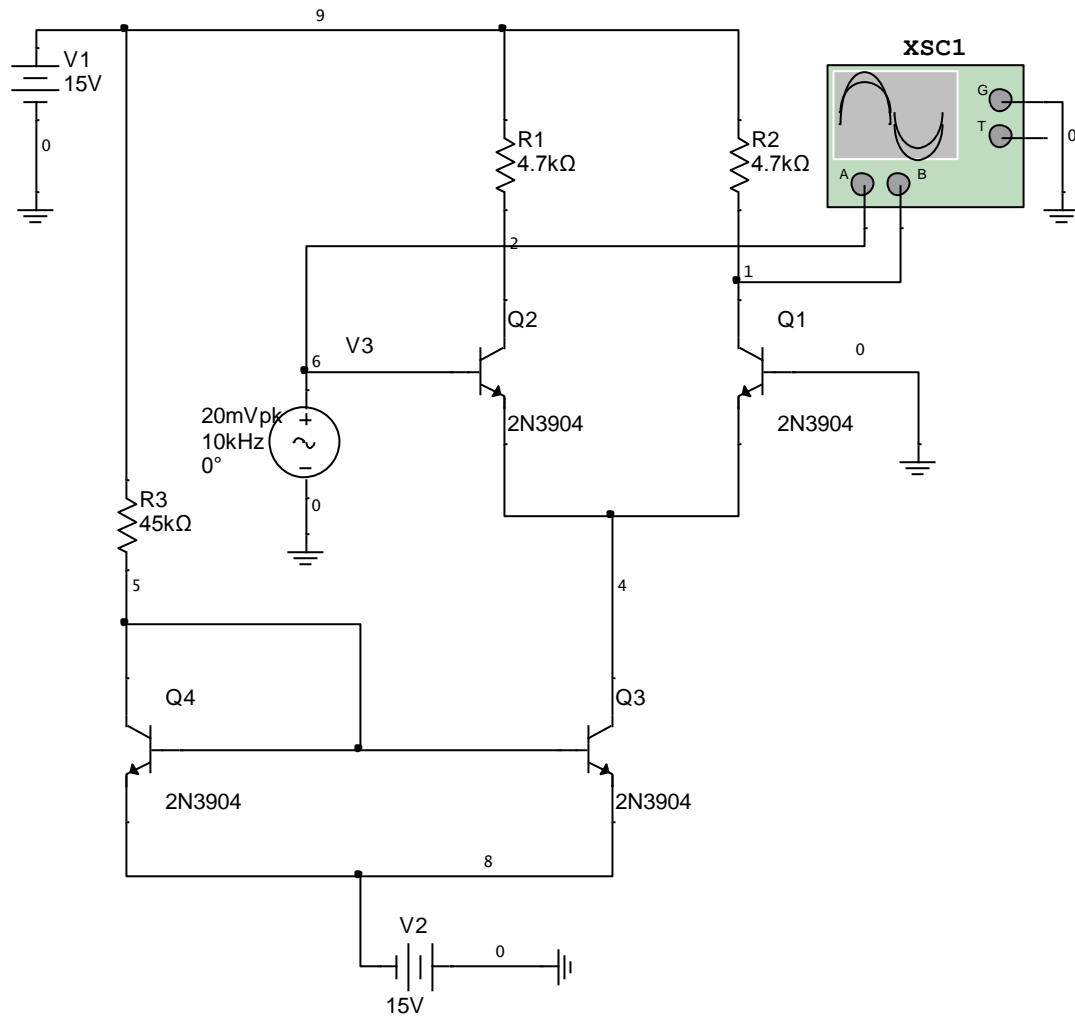 9
XSC1
V1
15V
G
T
0
0
R1
4.7kΩ
R2
4.7kΩ
A
B
2
1
Q2
Q1
6
V3
0
20mVpk
10kHz
0°
2N3904
2N3904
R3
45kΩ
0
5
4
Q4
Q3
2N3904
2N3904
8
V2
0
15V